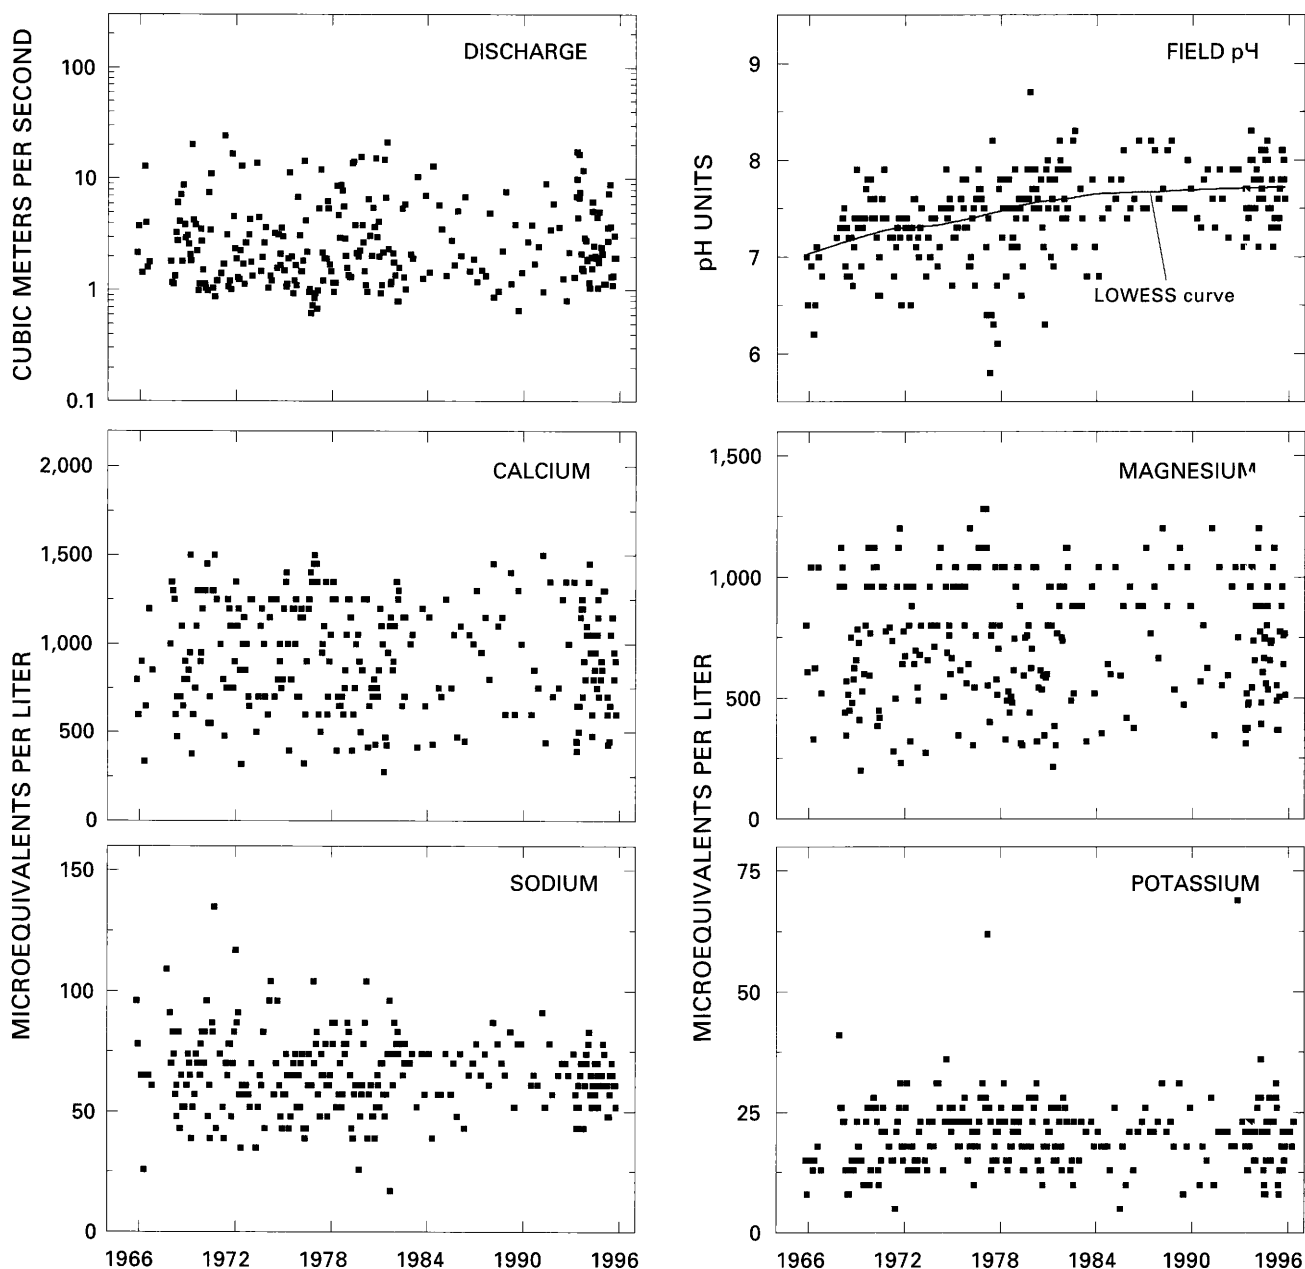 DISCHARGE
CUBIC METERS PER SECOND
100
10
1
0.1
FIELD pH
pH UNITS
9
8
7
6
LOWESS curve
CALCIUM
2,000
1,500
1,000
500
0
MAGNESIUM
1,500
1,000
500
0
MICROEQUIVALENTS PER LITER
MICROEQUIVALENTS PER LITER
SODIUM
150
100
50
0
1966 1972 1978 1984 1990 1996
POTASSIUM
75
50
25
0
1966 1972 1978 1984 1990 1996